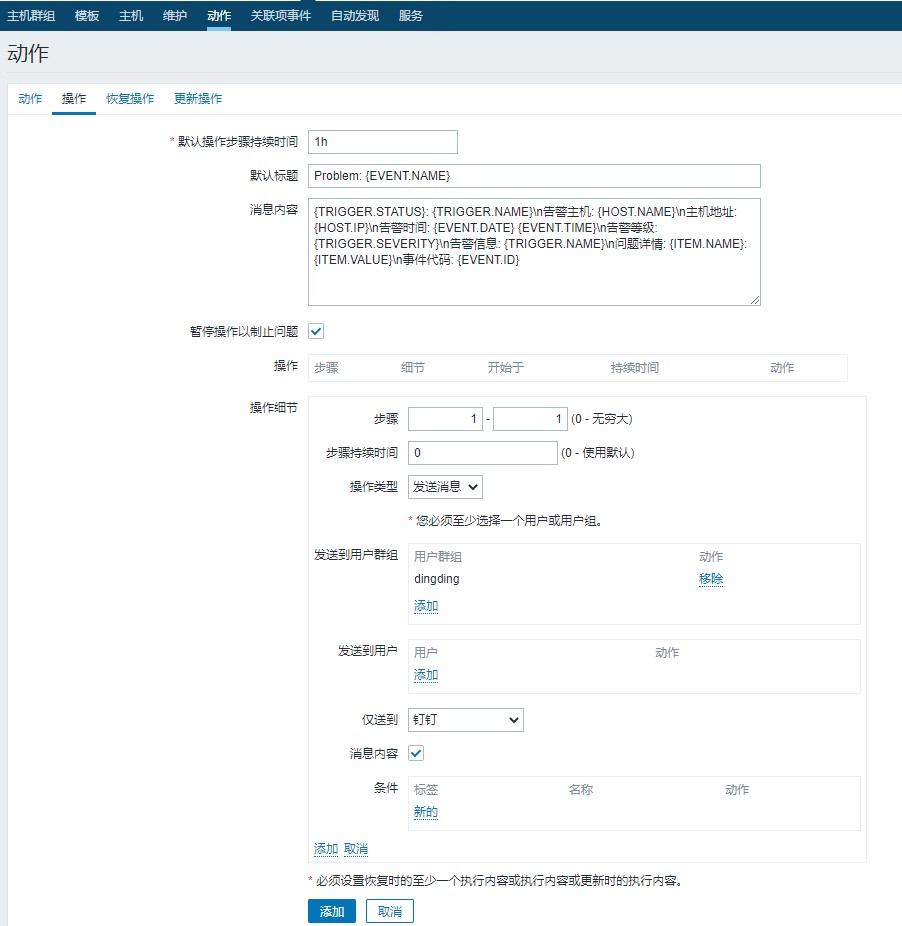 主机群组 模板 主机 维护 动作 关联项事件 自动发现 服务
动作
动作 操作 恢复操作 更新操作
* 默认操作步骤持续时间 1h
默认标题 Problem: {EVENT.NAME}
消息内容 {TRIGGER.STATUS}: {TRIGGER.NAME}\n告警主机: {HOST.NAME}\n主机地址:
{HOST.IP}\n告警时间: {EVENT.DATE} {EVENT.TIME}\n告警等级:
{TRIGGER.SEVERITY}\n告警信息: {TRIGGER.NAME}\n问题详情: {ITEM.NAME}:
{ITEM.VALUE}\n事件代码: {EVENT.ID}
暂停操作以制止问题
操作 步骤 细节 开始于 持续时间 动作
操作细节
步骤 1 - 1 (0 - 无穷大)
步骤持续时间 0 (0 - 使用默认)
操作类型 发送消息
* 您必须至少选择一个用户或用户组。
发送到用户群组 用户群组 动作
dingding 移除
添加
发送到用户 用户 动作
添加
仅送到 钉钉
消息内容
条件 标签 名称 动作
新的
添加 取消
* 必须设置恢复时的至少一个执行内容或执行内容或更新时的执行内容。
添加 取消